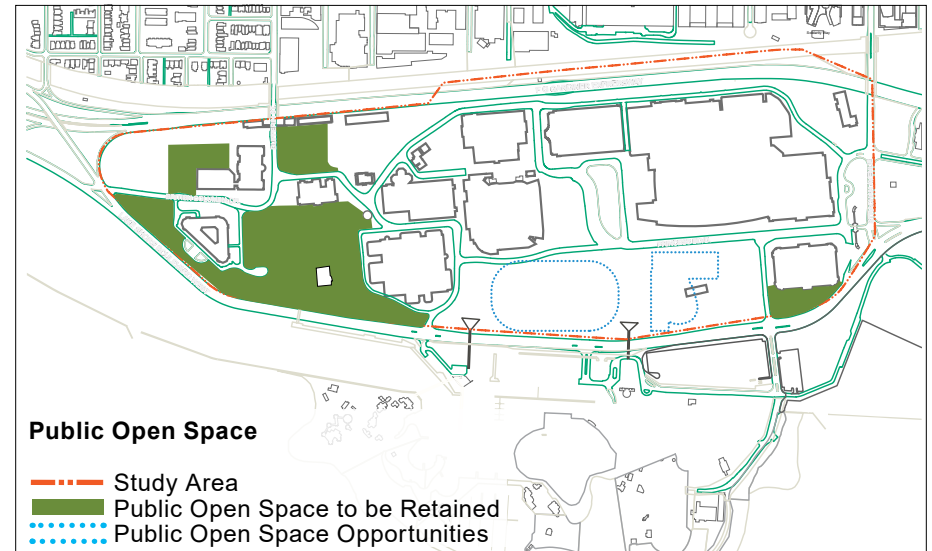 Public Open Space
Study Area
Public Open Space to be Retained
Public Open Space Opportunities